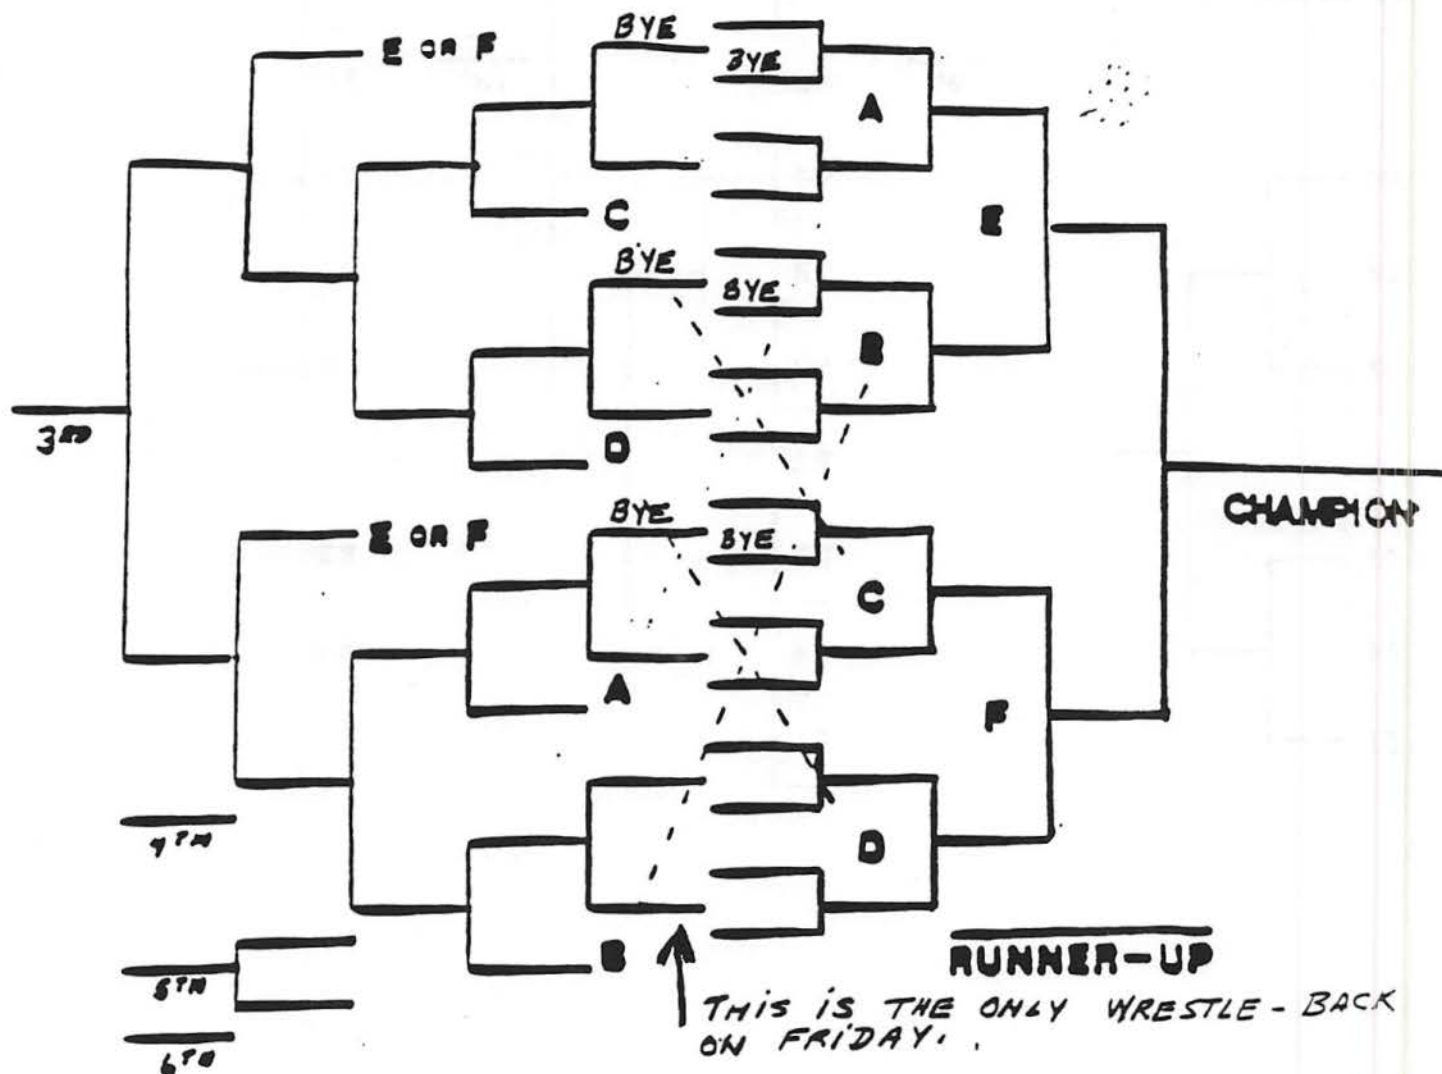 BYE
E OR F
BYE
A
C
E
BYE
BYE
B
3RD
D
CHAMPION
BYE
E OR F
BYE
C
A
F
4TH
D
B
RUNNER-UP
5TH
THIS IS THE ONLY WRESTLE-BACK
ON FRIDAY.
6TH